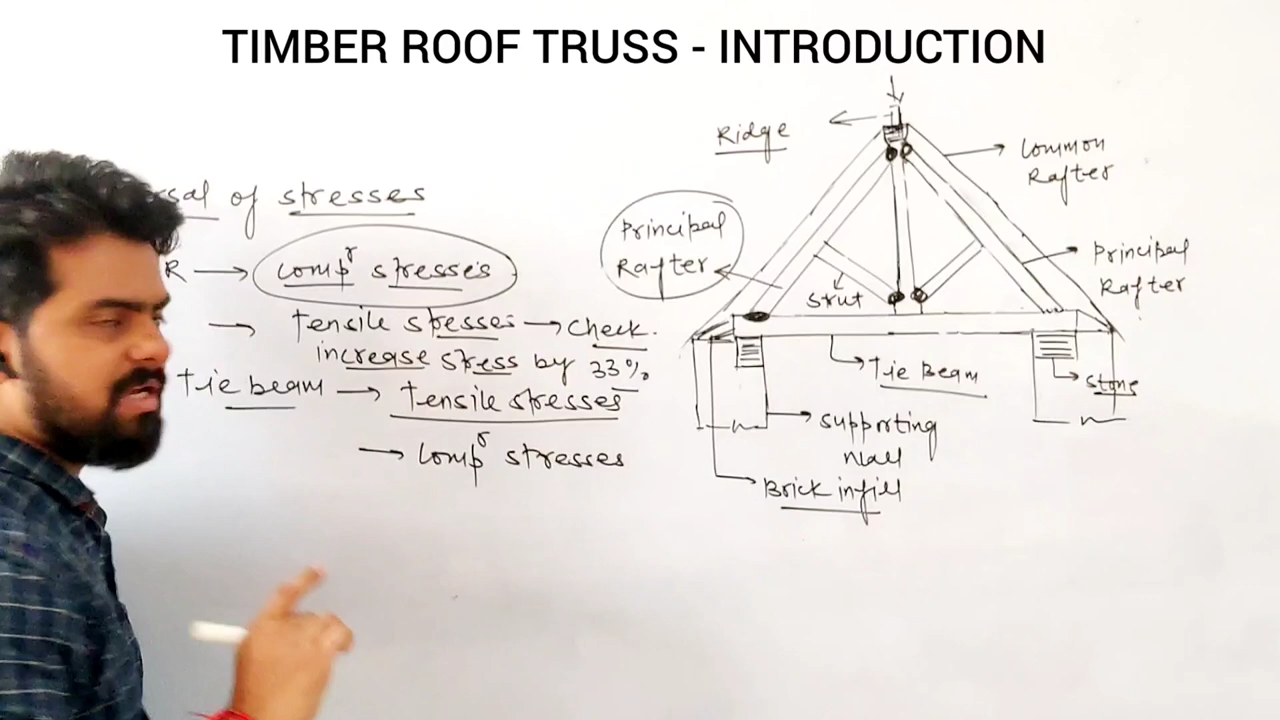 TIMBER ROOF TRUSS - INTRODUCTION
sal of stresses
R → compʳ stresses
→ tensile stresses → check.
increase stress by 33%
Tie beam → Tensile stresses
→ compʳ stresses
Ridge
Common
Rafter
Principal
Rafter
Principal
Rafter
strut
Tie Beam
stone
supporting
wall
Brick infill